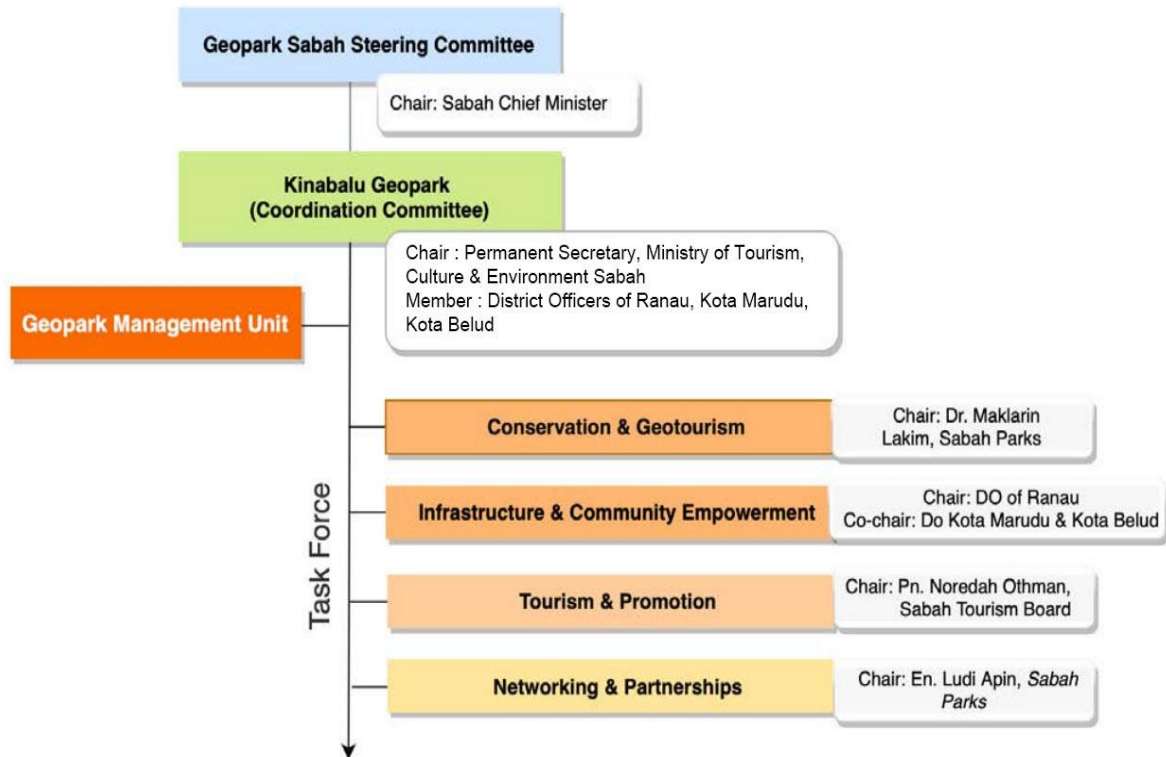 Geopark Sabah Steering Committee
Chair: Sabah Chief Minister
Kinabalu Geopark
(Coordination Committee)
Chair : Permanent Secretary, Ministry of Tourism,
Culture & Environment Sabah
Member : District Officers of Ranau, Kota Marudu,
Kota Belud
Geopark Management Unit
Task Force
Conservation & Geotourism
Chair: Dr. Maklarin
Lakim, Sabah Parks
Infrastructure & Community Empowerment
Chair: DO of Ranau
Co-chair: Do Kota Marudu & Kota Belud
Tourism & Promotion
Chair: Pn. Noredah Othman,
Sabah Tourism Board
Networking & Partnerships
Chair: En. Ludi Apin, Sabah
Parks